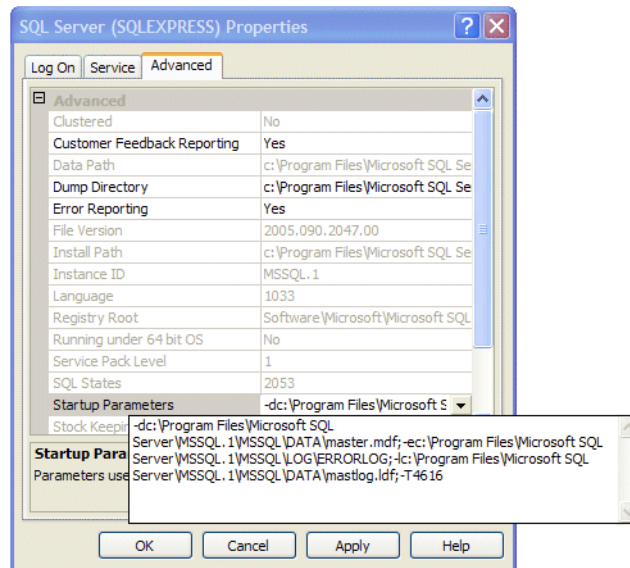 SQL Server (SQLEXPRESS) Properties
Log On Service Advanced
Advanced
Clustered No
Customer Feedback Reporting Yes
Data Path c:\Program Files\Microsoft SQL Se
Dump Directory c:\Program Files\Microsoft SQL Se
Error Reporting Yes
File Version 2005.090.2047.00
Install Path c:\Program Files\Microsoft SQL Se
Instance ID MSSQL.1
Language 1033
Registry Root Software\Microsoft\Microsoft SQL
Running under 64 bit OS No
Service Pack Level 1
SQL States 2053
Startup Parameters -dc:\Program Files\Microsoft S
Stock Keepin
-dc:\Program Files\Microsoft SQL
Server\MSSQL.1\MSSQL\DATA\master.mdf;-ec:\Program Files\Microsoft SQL
Server\MSSQL.1\MSSQL\LOG\ERRORLOG;-lc:\Program Files\Microsoft SQL
Server\MSSQL.1\MSSQL\DATA\mastlog.ldf;-T4616
Startup Para
Parameters use
OK Cancel Apply Help